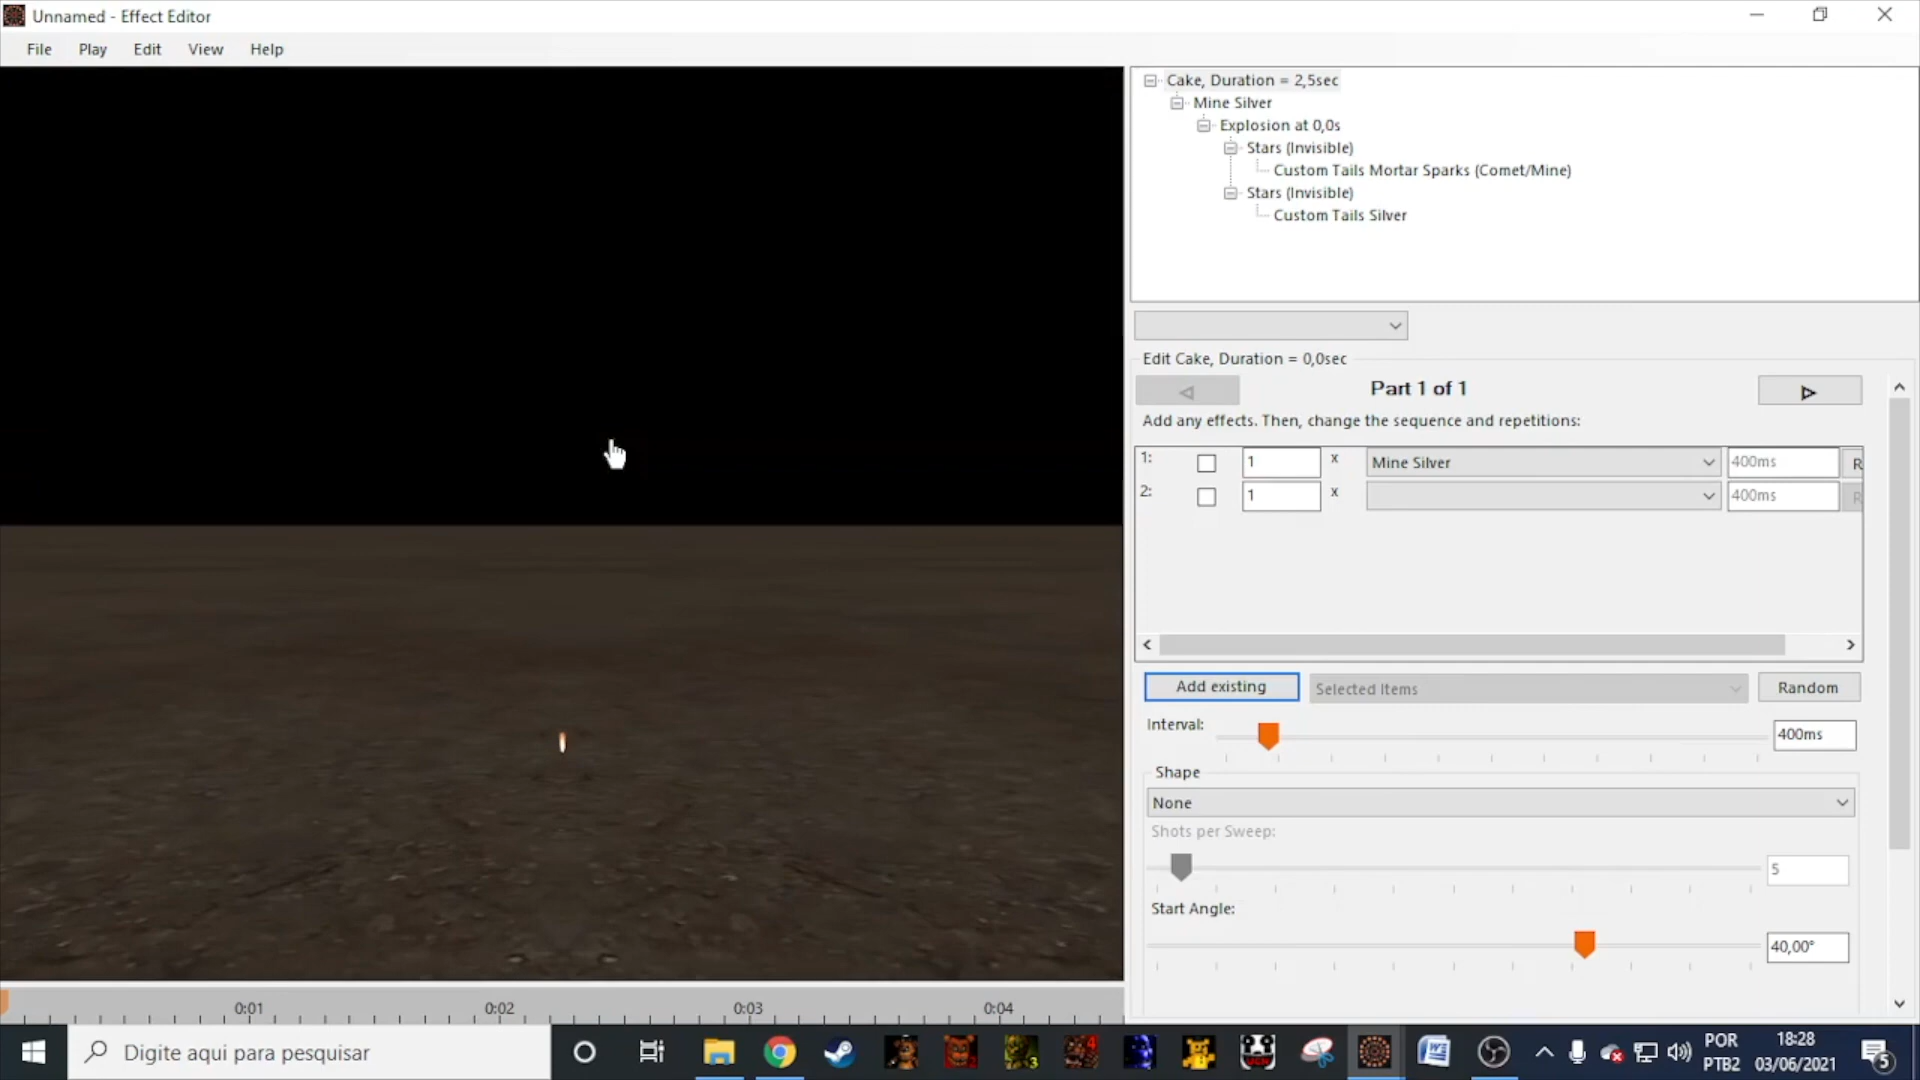 Unnamed - Effect Editor
File Play Edit View Help
Cake, Duration = 2,5sec
Mine Silver
Explosion at 0,0s
Stars (Invisible)
Custom Tails Mortar Sparks (Comet/Mine)
Stars (Invisible)
Custom Tails Silver
Edit Cake, Duration = 0,0sec
Part 1 of 1
Add any effects. Then, change the sequence and repetitions:
1: 1 x Mine Silver 400ms R
2: 1 x 400ms R
Add existing Selected Items Random
Interval: 400ms
Shape
None
Shots per Sweep:
5
Start Angle:
40,00°
0:01 0:02 0:03 0:04
Digite aqui para pesquisar
POR
PTB2
18:28
03/06/2021
5